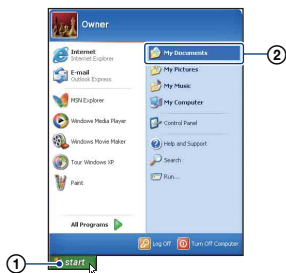 Owner
Internet
Internet Explorer
E-mail
Outlook Express
MSN Explorer
Windows Media Player
Windows Movie Maker
Tour Windows XP
Paint
All Programs
My Documents
My Pictures
My Music
My Computer
Control Panel
Help and Support
Search
Run...
Log Off
Turn Off Computer
start
1
2